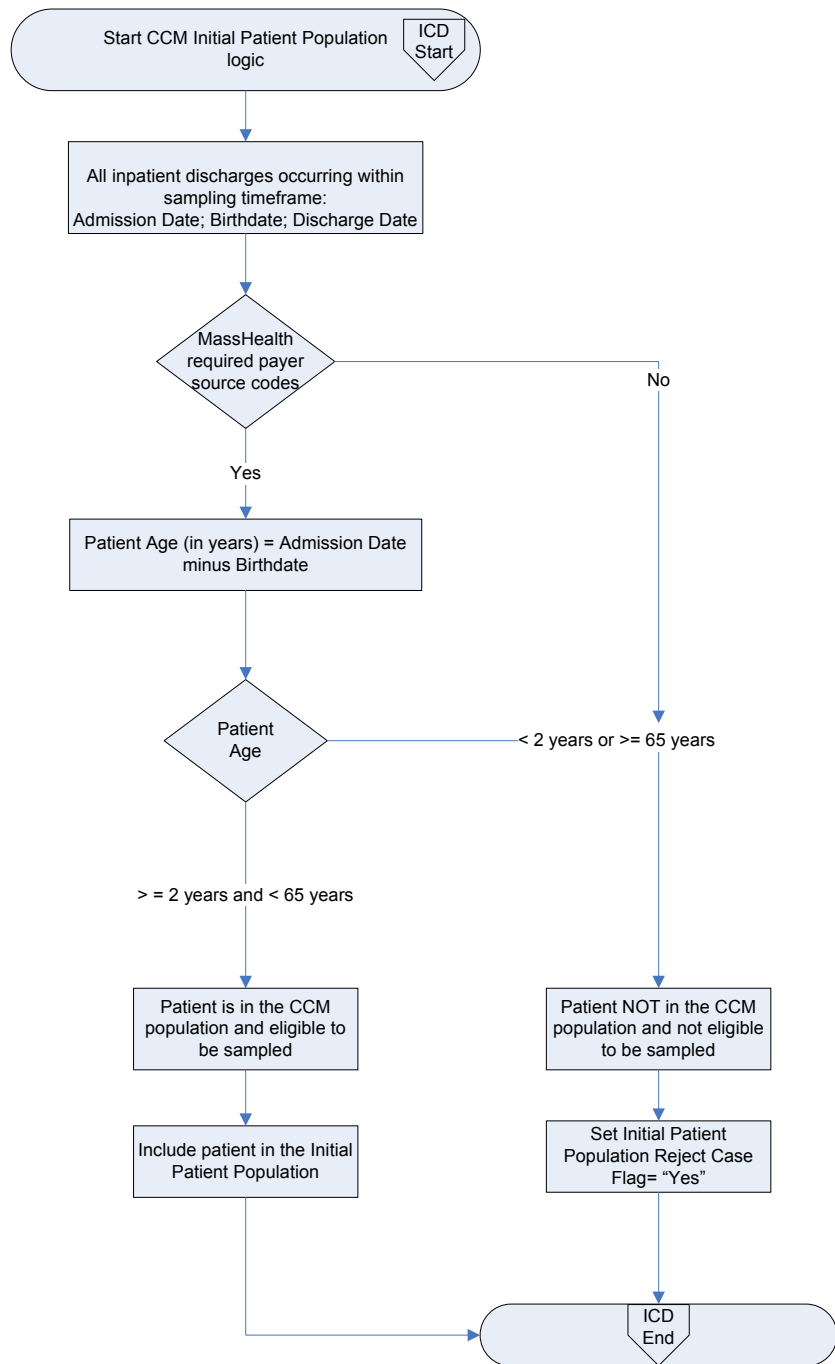 Start CCM Initial Patient Population
logic
ICD
Start
All inpatient discharges occurring within
sampling timeframe:
Admission Date; Birthdate; Discharge Date
MassHealth
required payer
source codes
No
Yes
Patient Age (in years) = Admission Date
minus Birthdate
Patient
Age
< 2 years or >= 65 years
> = 2 years and < 65 years
Patient is in the CCM
population and eligible to
be sampled
Patient NOT in the CCM
population and not eligible
to be sampled
Include patient in the Initial
Patient Population
Set Initial Patient
Population Reject Case
Flag= “Yes”
ICD
End